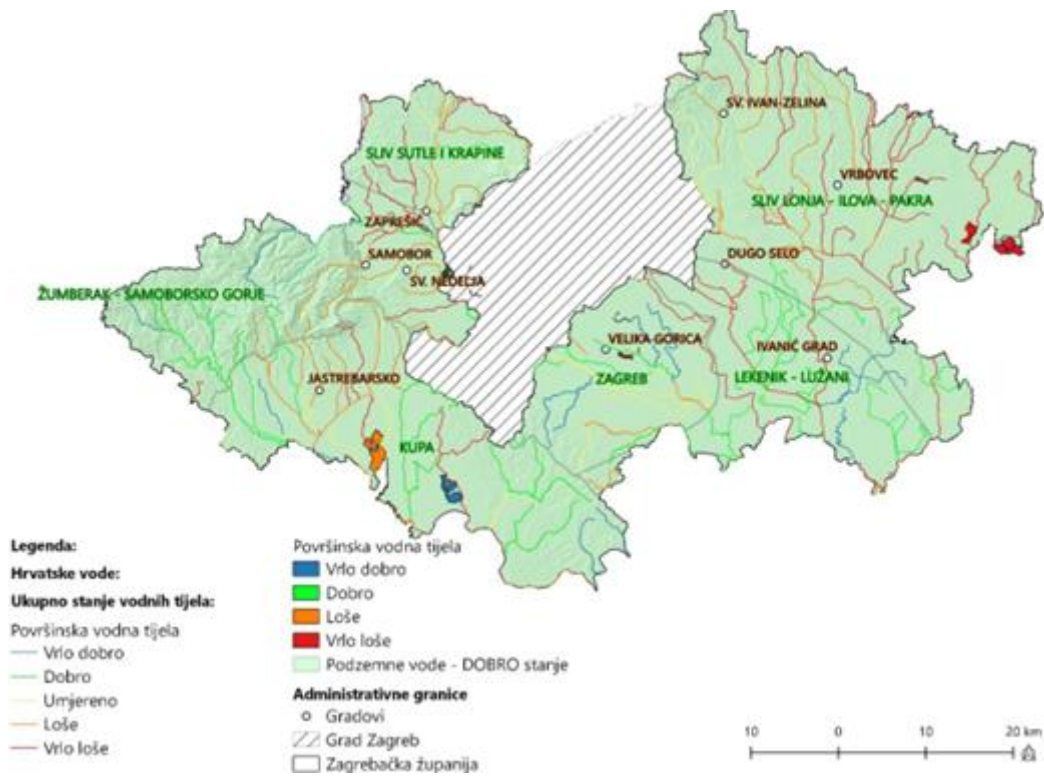 SV. IVAN-ZELINA
SLIV SUTLE I KRAPINE
VRBOVEC
SLIV LONJA - ILOVA - PAKRA
ZAPREŠIĆ
SAMOBOR
DUGO SELO
SV. NEDELJA
ŽUMBERAK - SAMOBORSKO GORJE
VELIKA GORICA
IVANIĆ GRAD
ZAGREB
LEKENIK - LUŽANI
JASTREBARSKO
KUPA
Legenda:
Hrvatske vode:
Ukupno stanje vodnih tijela:
Površinska vodna tijela
Vrlo dobro
Dobro
Umjereno
Loše
Vrlo loše
Površinska vodna tijela
Vrlo dobro
Dobro
Loše
Vrlo loše
Podzemne vode - DOBRO stanje
Administrativne granice
Gradovi
Grad Zagreb
Zagrebačka županija
10 0 10 20 km